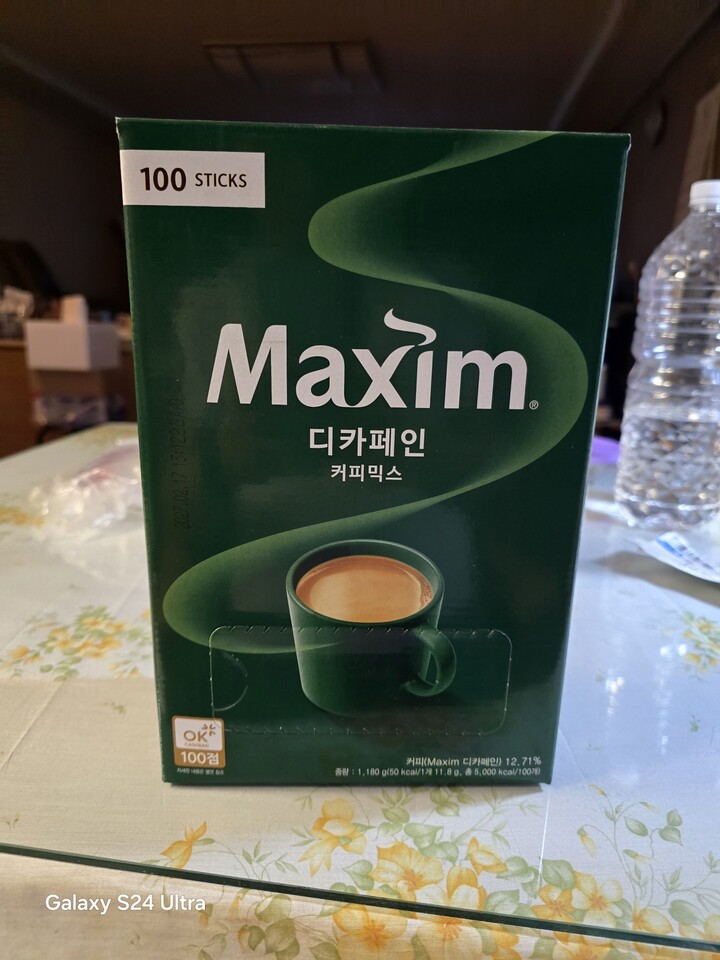 100 STICKS
Maxim®
디카페인
커피믹스
OK
CASHBAG
100점
커피(Maxim 디카페인) 12.71%
중량 : 1,180 g(50 kcal/1개 11.8 g, 총 5,000 kcal/100개)
Galaxy S24 Ultra